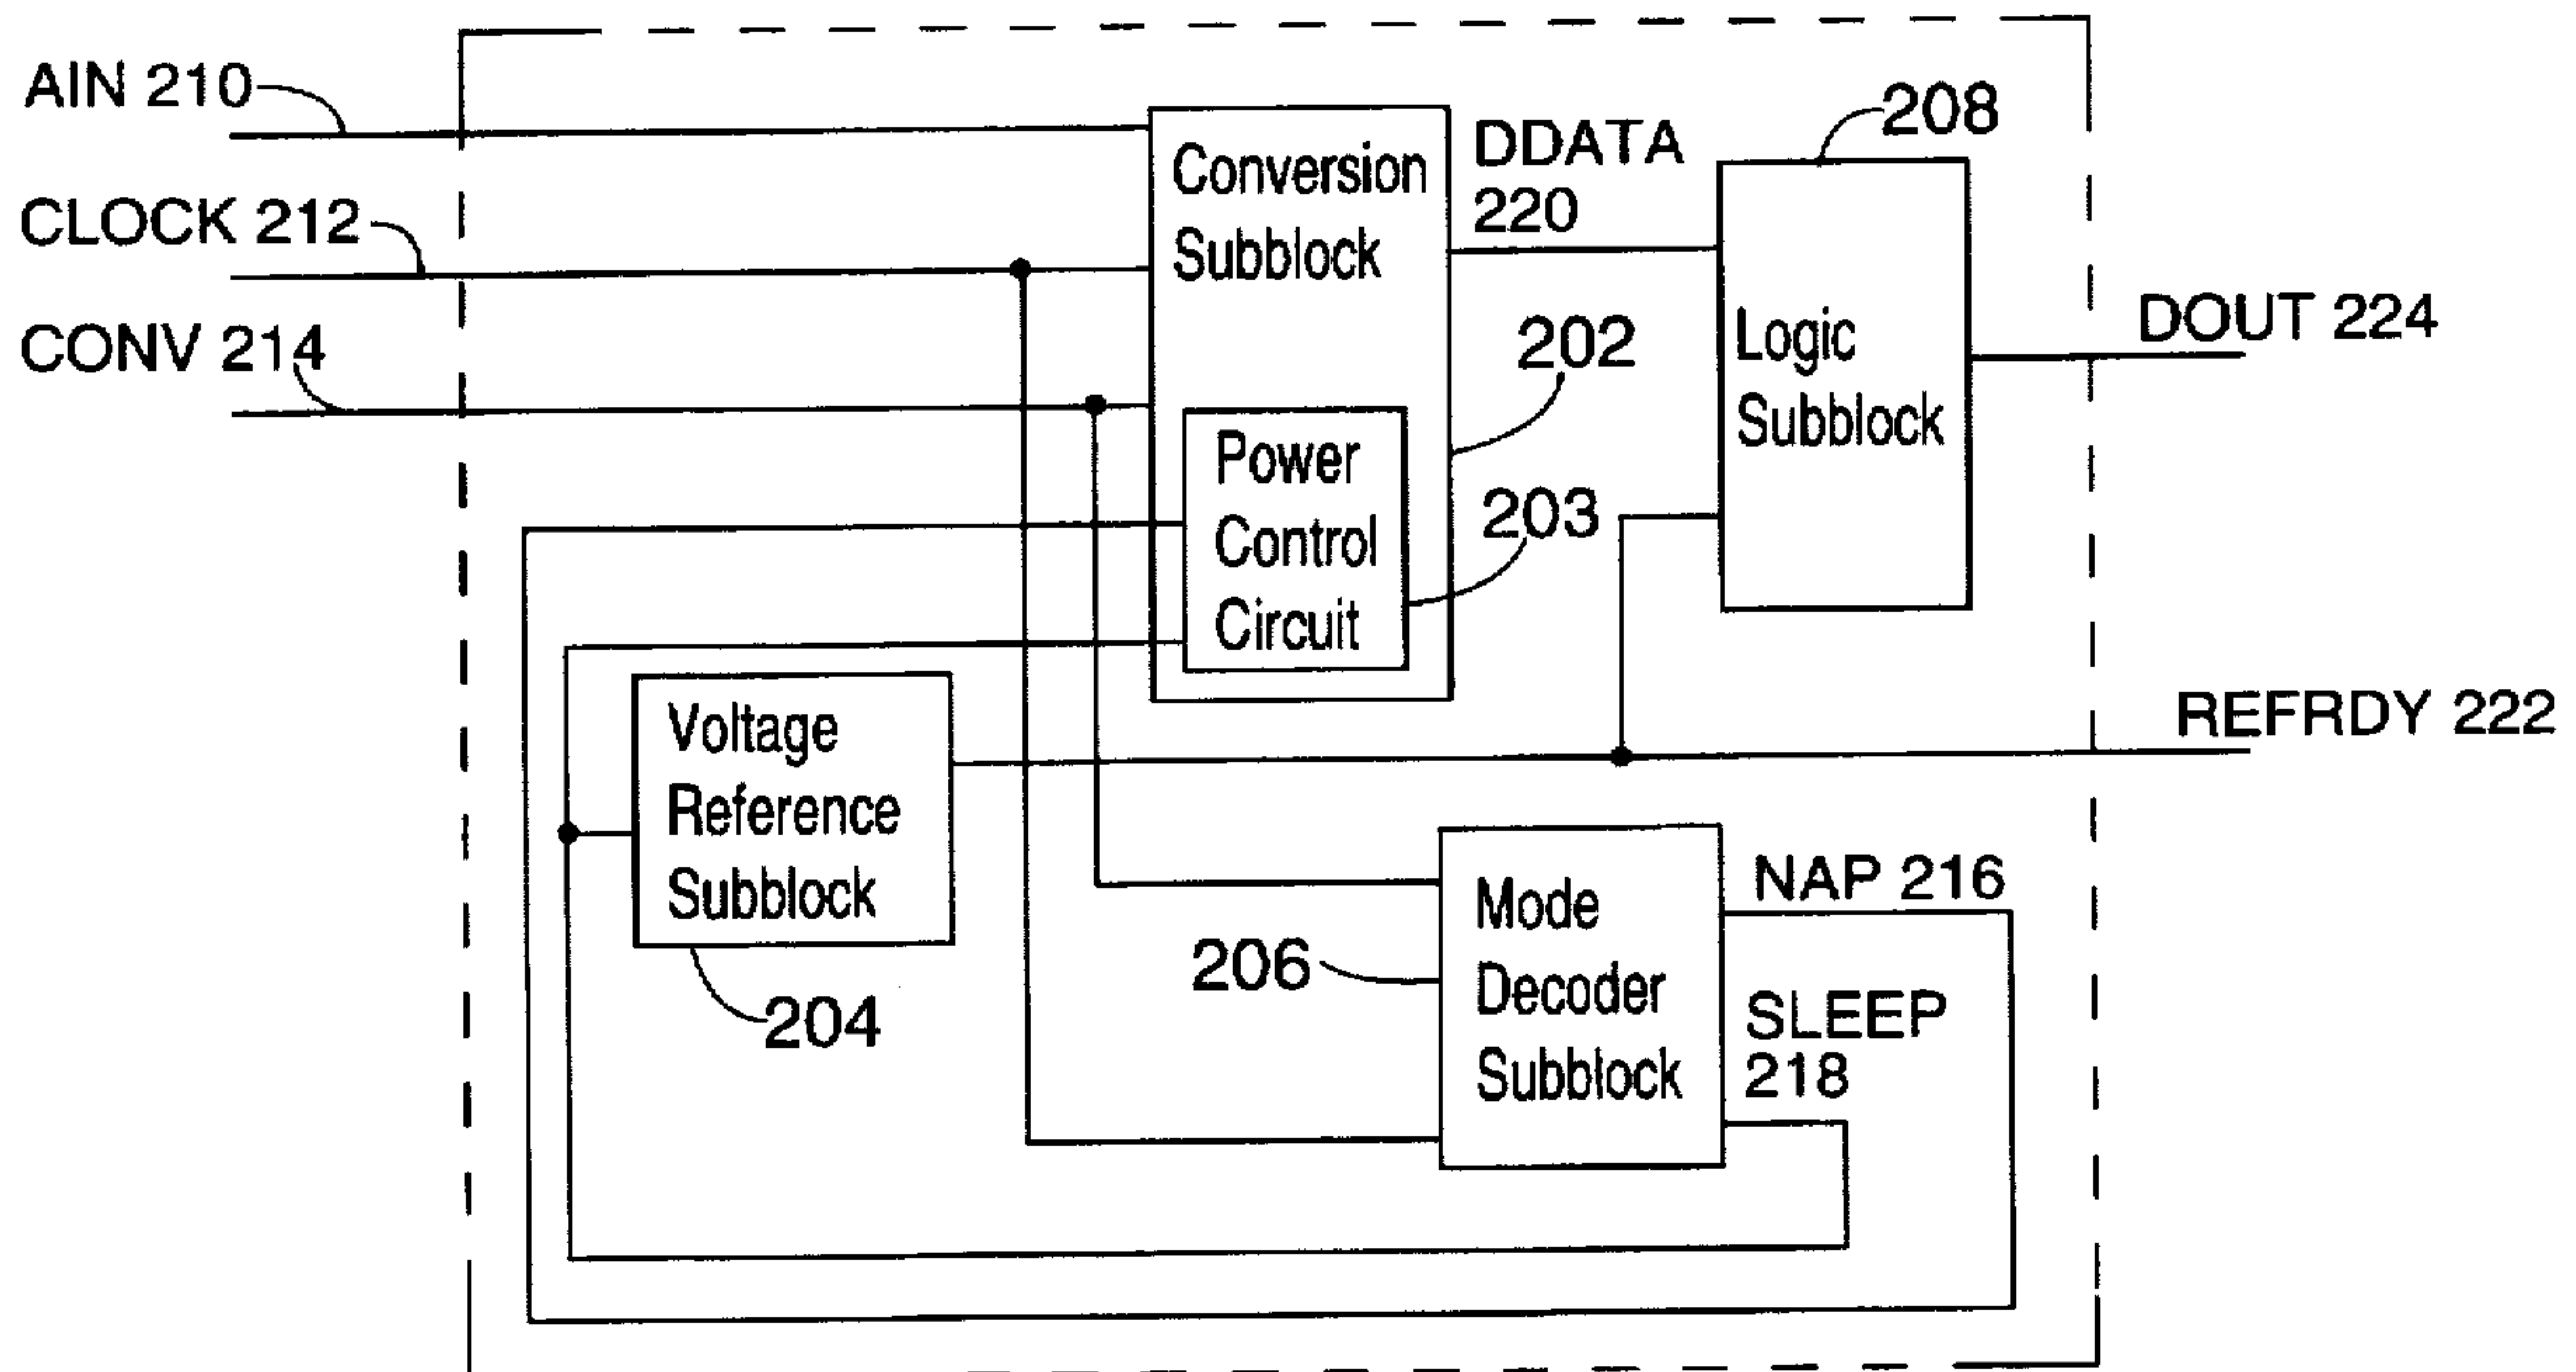 AIN 210
CLOCK 212
CONV 214
Conversion
Subblock
Power
Control
Circuit
DDATA
220
202
203
208
Logic
Subblock
DOUT 224
REFRDY 222
Voltage
Reference
Subblock
204
206
Mode
Decoder
Subblock
NAP 216
SLEEP
218